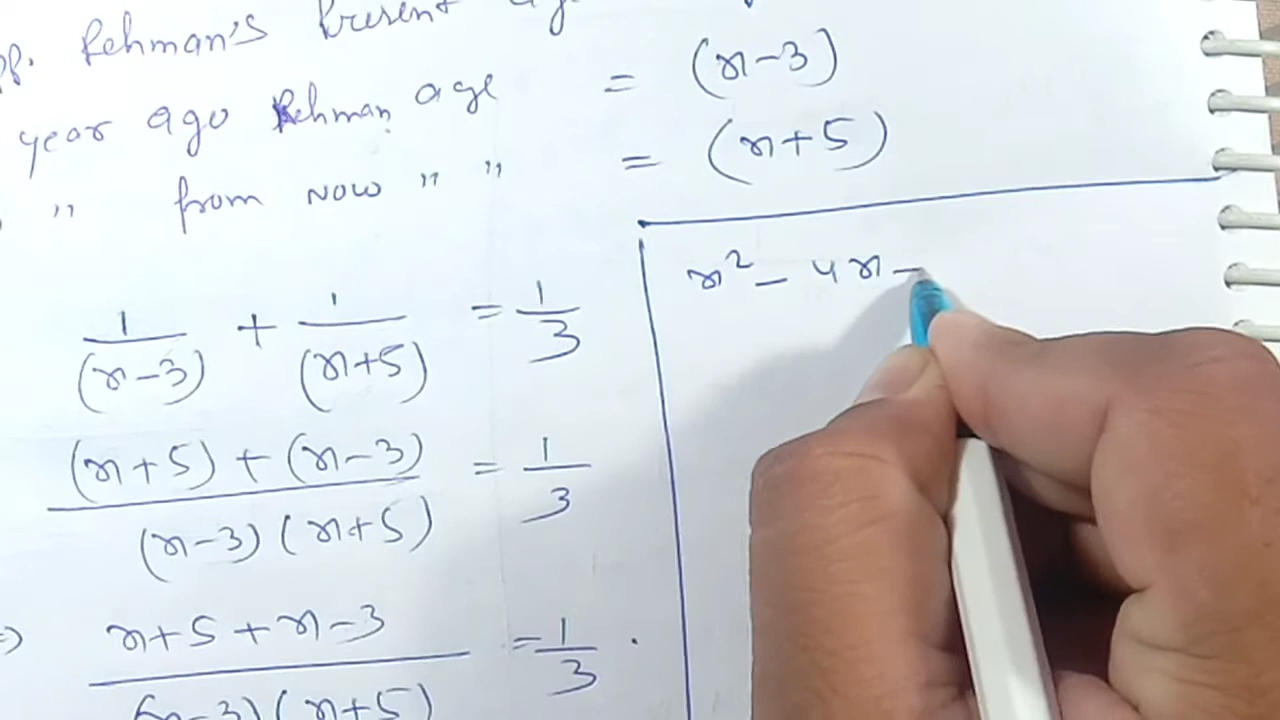 Rehman's Present
year ago Rehman age = (x-3)
" from Now " " = (x+5)
1/(x-3) + 1/(x+5) = 1/3
(x+5) + (x-3)/(x-3)(x+5) = 1/3
=> x+5+x-3/(x-3)(x+5) = 1/3 .
x² - 4x -